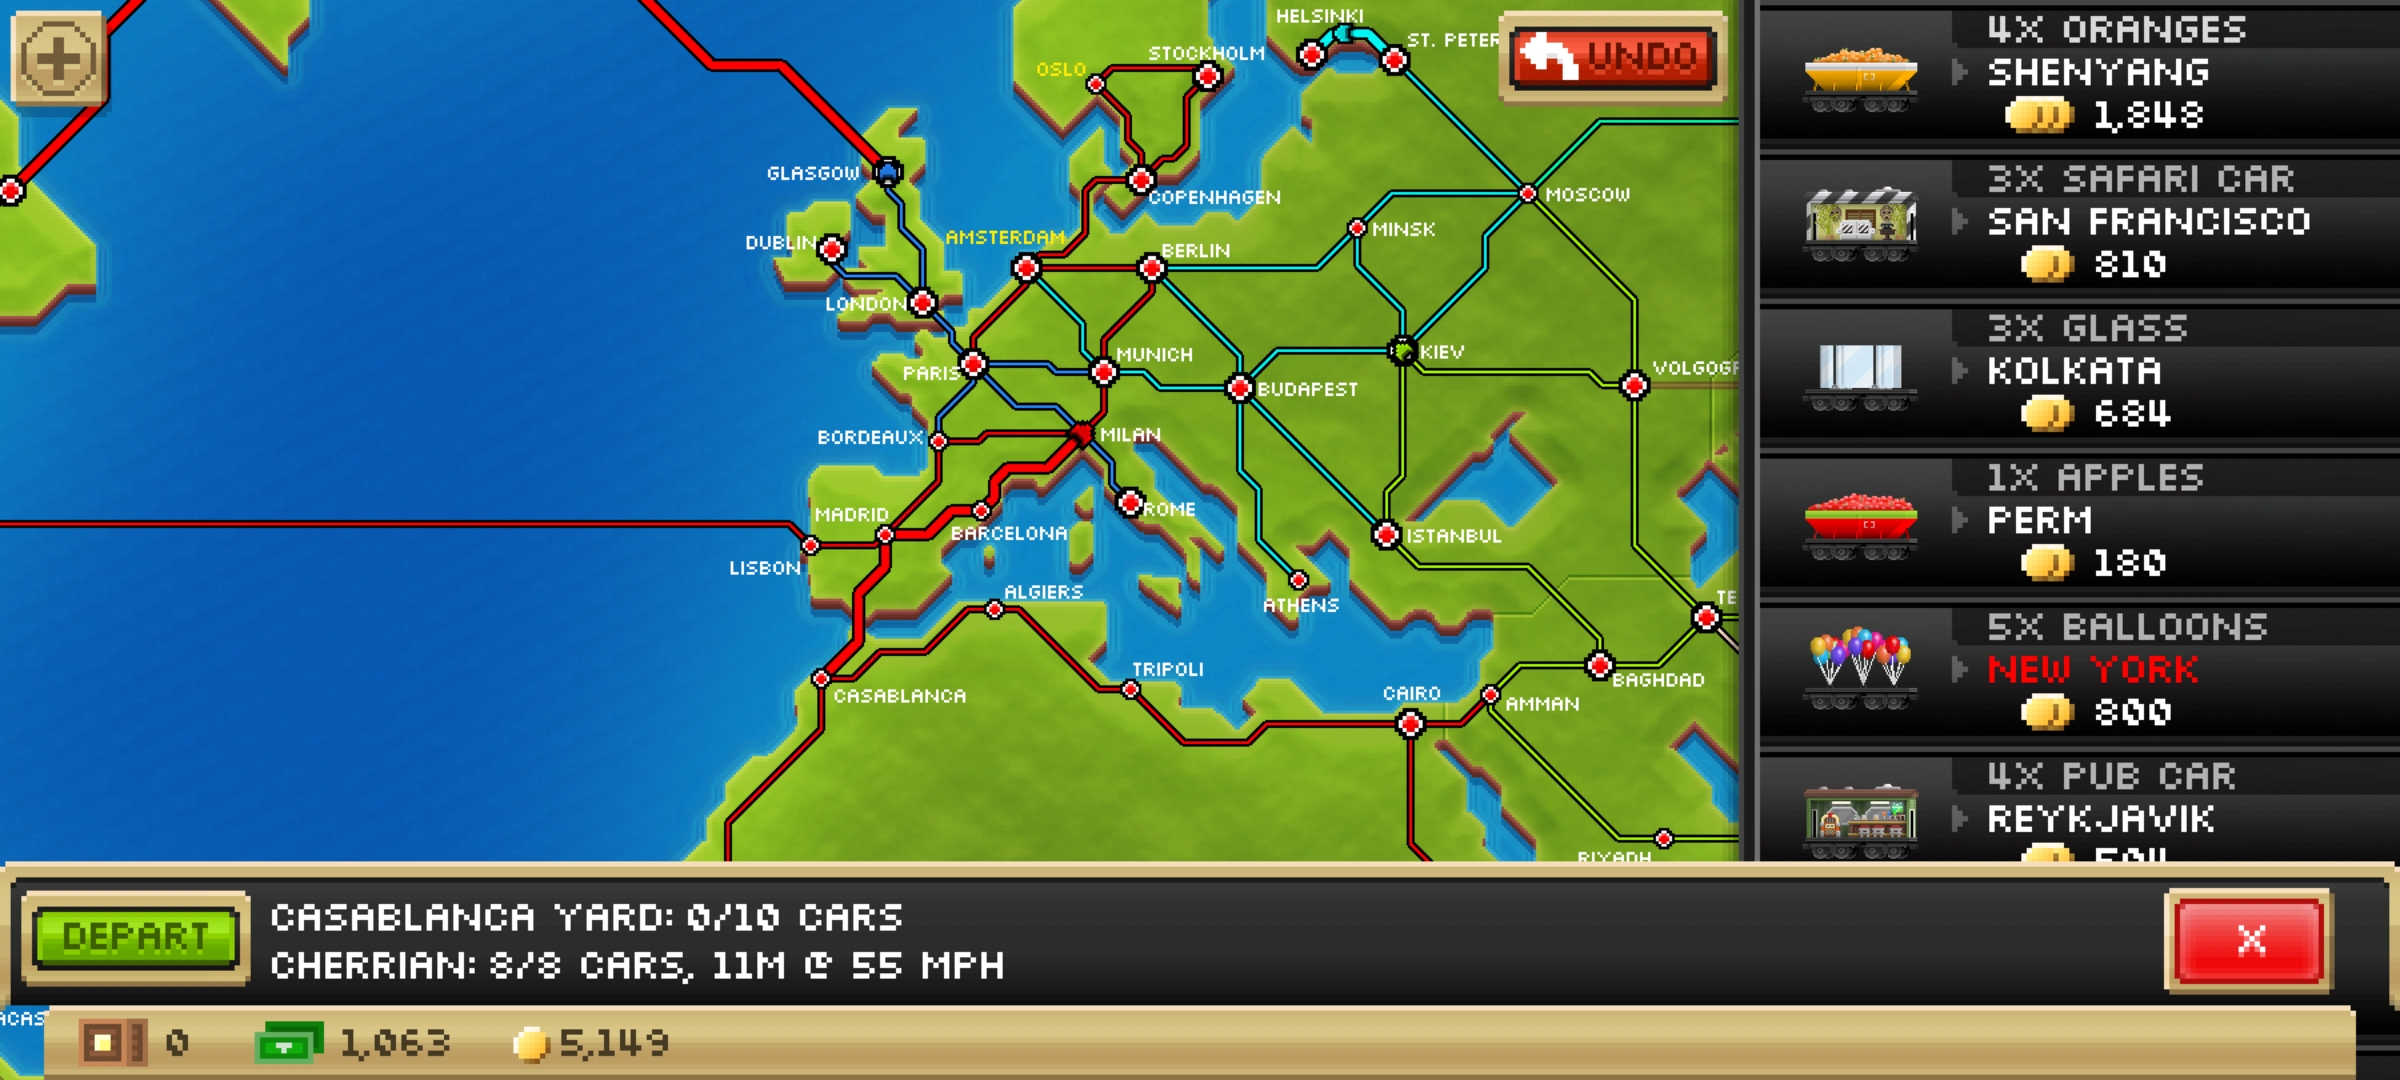 HELSINKI
ST. PETER
STOCKHOLM
OSLO
UNDO
GLASGOW
COPENHAGEN
MOSCOW
MINSK
DUBLIN
AMSTERDAM
BERLIN
LONDON
MUNICH
KIEV
PARIS
VOLGOGR
BUDAPEST
BORDEAUX
MILAN
MADRID
ROME
BARCELONA
ISTANBUL
LISBON
ALGIERS
ATHENS
TE
TRIPOLI
BAGHDAD
CASABLANCA
CAIRO
AMMAN
RIYADH
4X ORANGES
SHENYANG
1,848
3X SAFARI CAR
SAN FRANCISCO
810
3X GLASS
KOLKATA
684
1X APPLES
PERM
180
5X BALLOONS
NEW YORK
800
4X PUB CAR
REYKJAVIK
504
DEPART
CASABLANCA YARD: 0/10 CARS
CHERRIAN: 8/8 CARS, 11M @ 55 MPH
X
ACAS
0
1,063
5,149